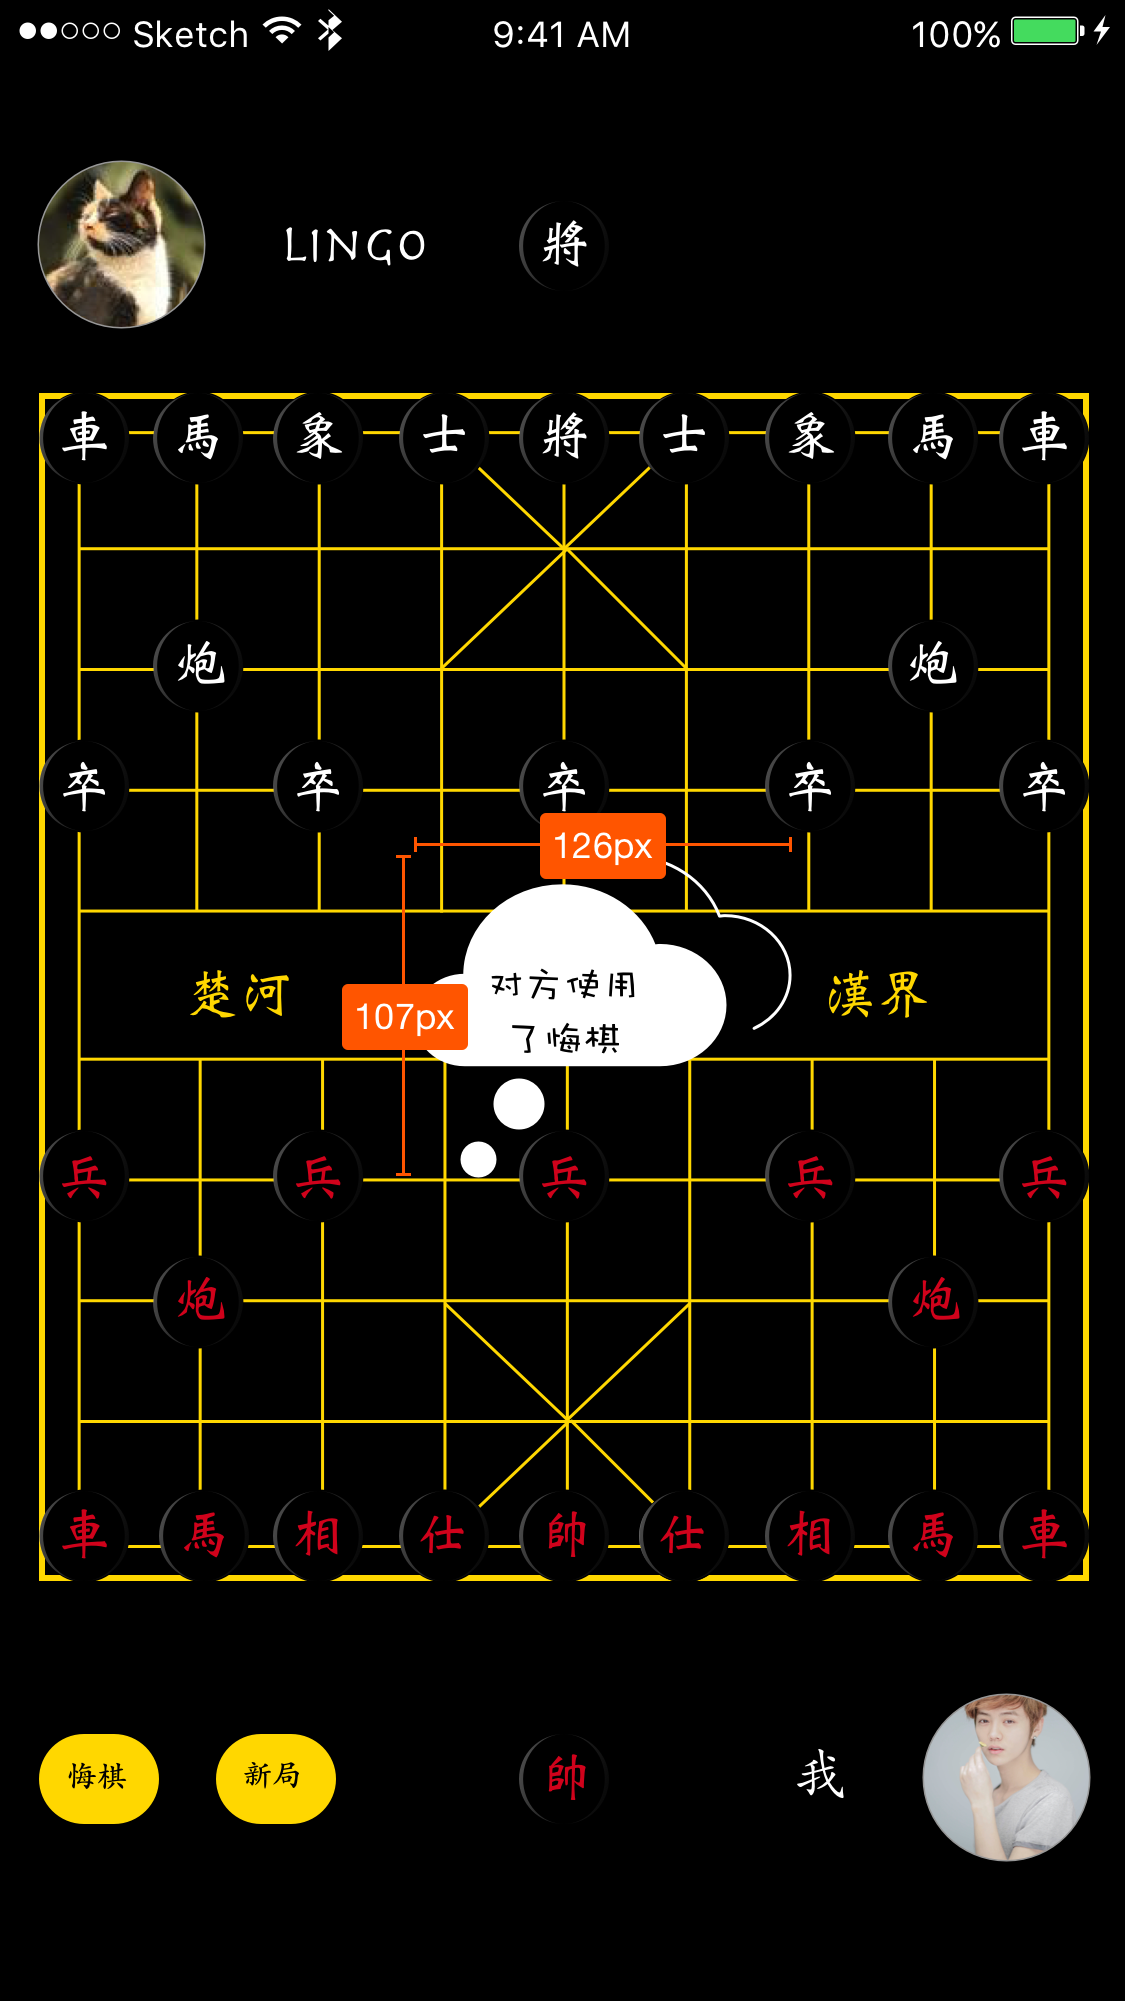 Sketch 9:41 AM 100%
LINGO 將
車 馬 象 士 將 士 象 馬 車
炮 炮
卒 卒 卒 卒 卒
126px
楚河 对方使用 漢界
107px
了悔棋
兵 兵 兵 兵 兵
炮 炮
車 馬 相 仕 帥 仕 相 馬 車
悔棋 新局 帥 我